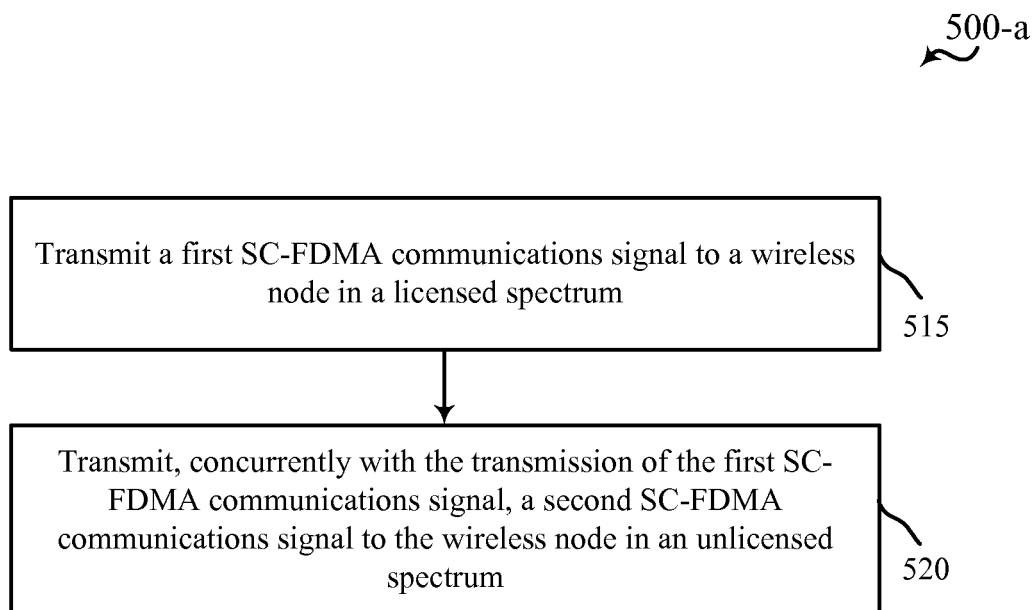 500-a
Transmit a first SC-FDMA communications signal to a wireless
node in a licensed spectrum
515
Transmit, concurrently with the transmission of the first SC-
FDMA communications signal, a second SC-FDMA
communications signal to the wireless node in an unlicensed
spectrum
520